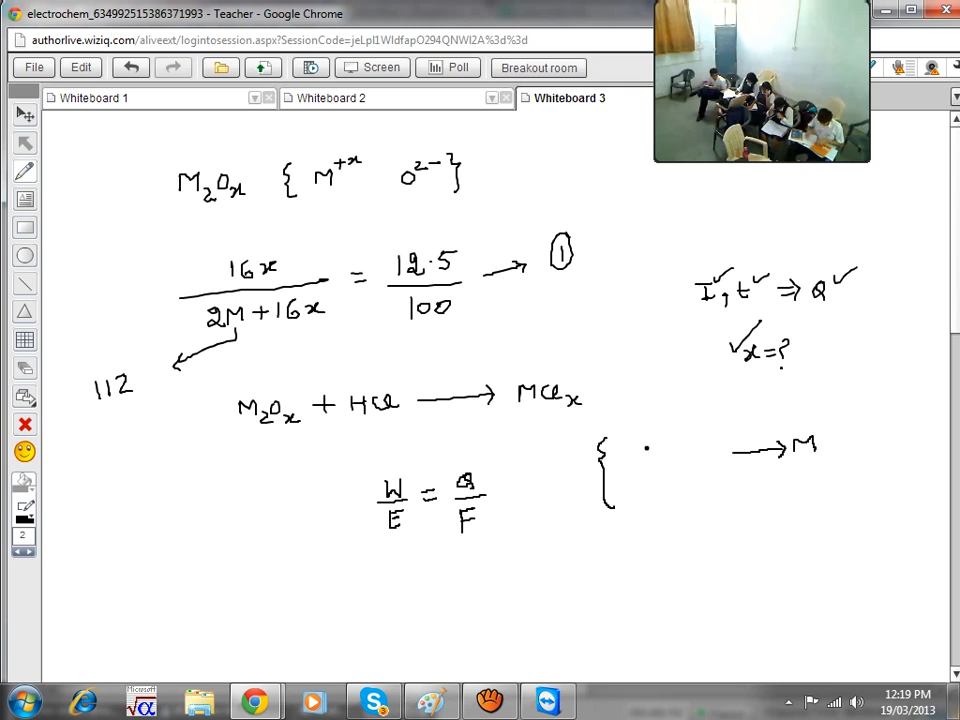 electrochem_634992515386371993 - Teacher - Google Chrome
authorlive.wiziq.com/aliveext/logintosession.aspx?SessionCode=jeLpI1WIdfapO294QNWI2A%3d%3d
File Edit Screen Poll Breakout room
Whiteboard 1 Whiteboard 2 Whiteboard 3
M₂Oₓ { M⁺ˣ O²⁻ }
16x / (2M + 16x) = 12.5 / 100 → ①
I, t ⇒ Q
x = ?
112
M₂Oₓ + HCl → MClₓ
{ → M
W/E = Q/F
2
Microsoft
√α
12:19 PM
19/03/2013